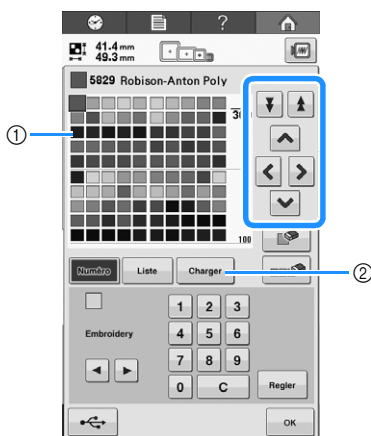 ?
41.4 mm
49.3 mm
5829 Robison-Anton Poly
①
100
Numéro Liste Charger
②
1 2 3
Embroidery 4 5 6
7 8 9
0 C Regler
OK